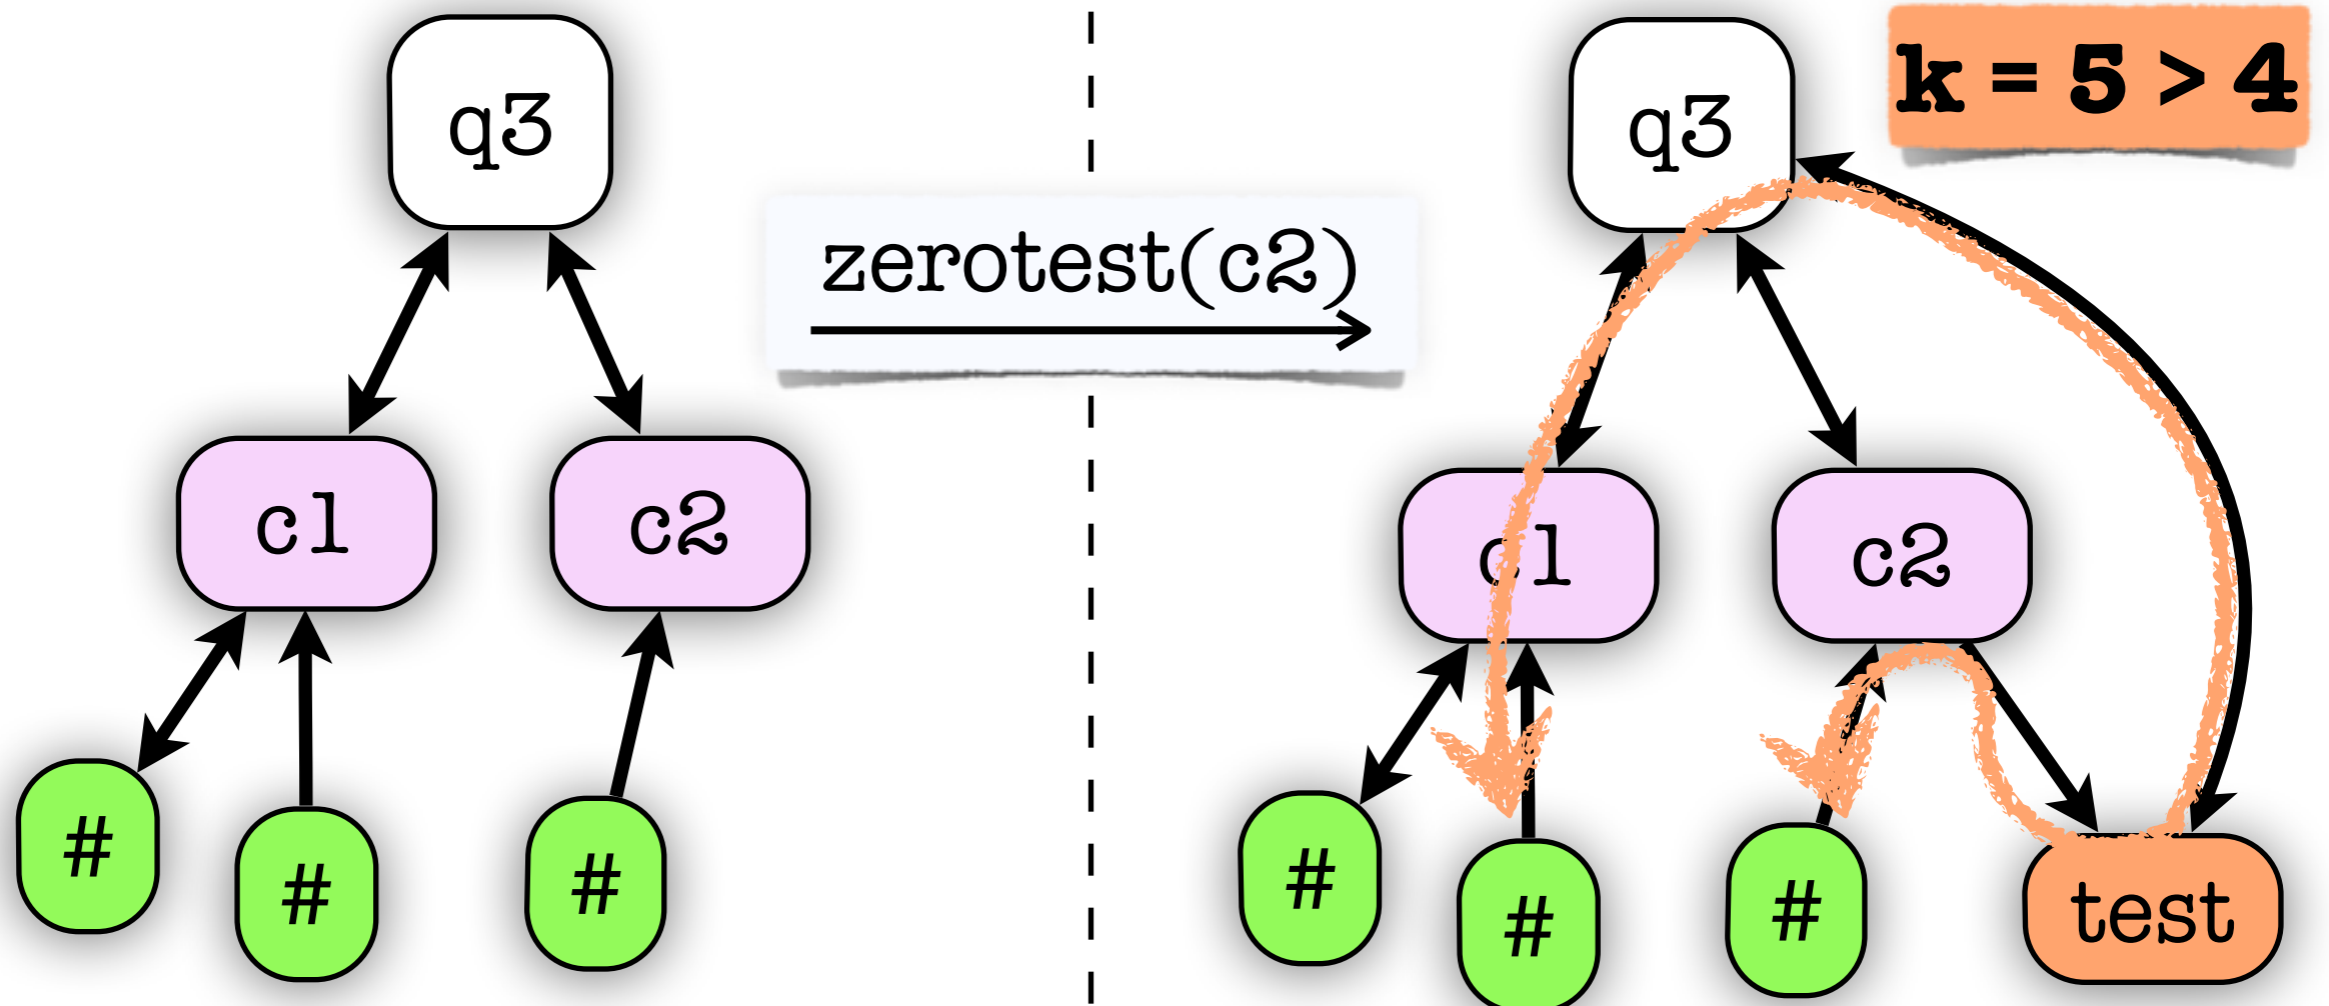 q3
c1
c2
#
#
#
zerotest(c2)
q3
k = 5 > 4
c1
c2
#
#
#
test